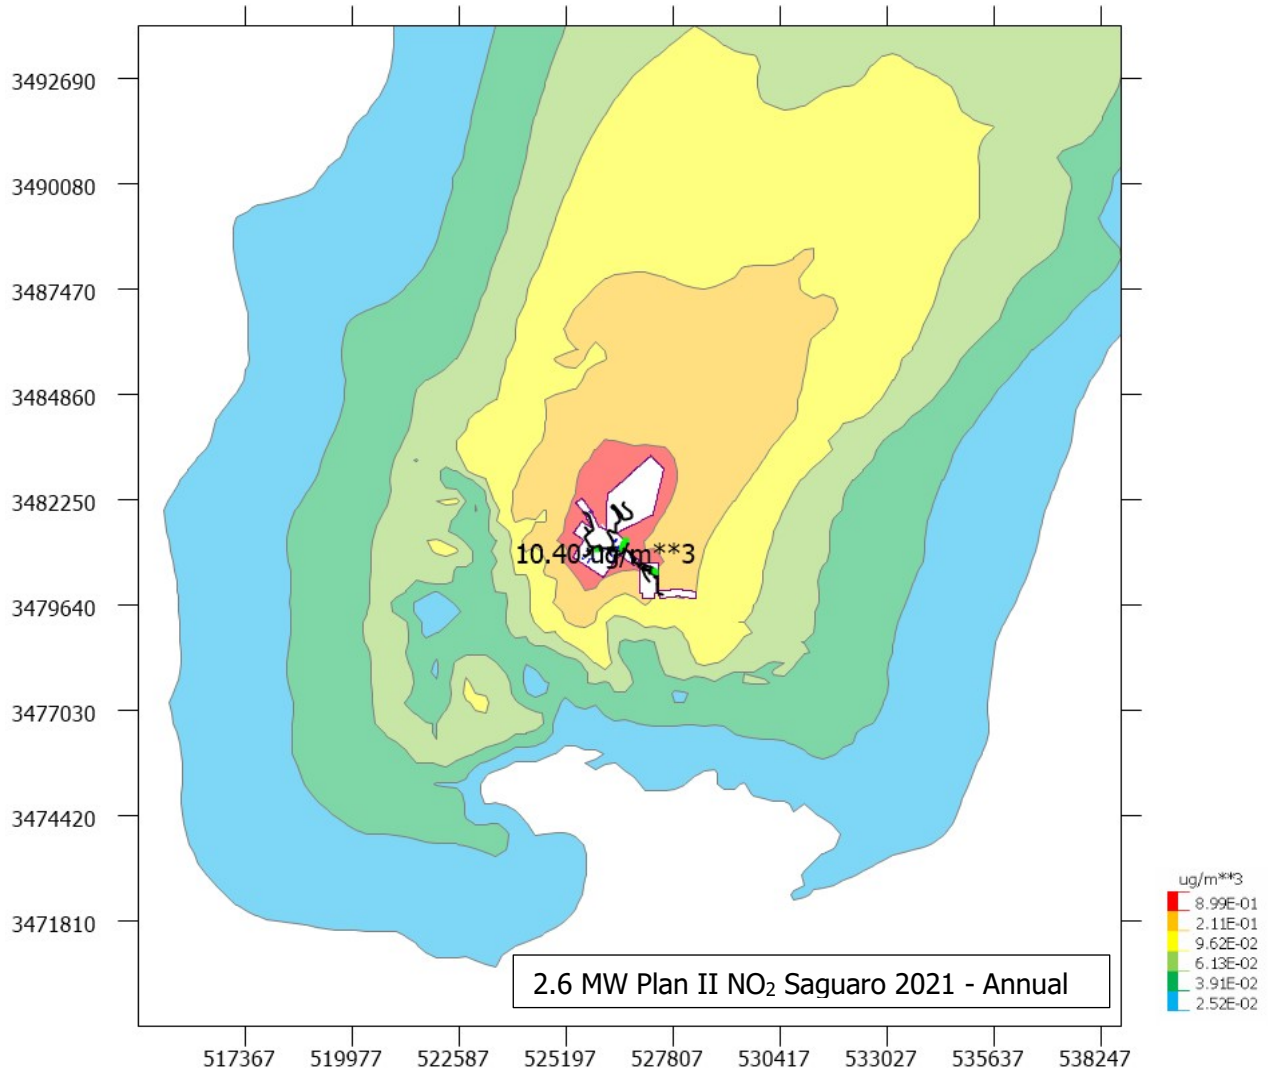 3492690
3490080
3487470
3484860
3482250
10.40 ug/m**3
3479640
3477030
3474420
3471810
ug/m**3
8.99E-01
2.11E-01
9.62E-02
6.13E-02
3.91E-02
2.52E-02
2.6 MW Plan II NO₂ Saguaro 2021 - Annual
517367 519977 522587 525197 527807 530417 533027 535637 538247